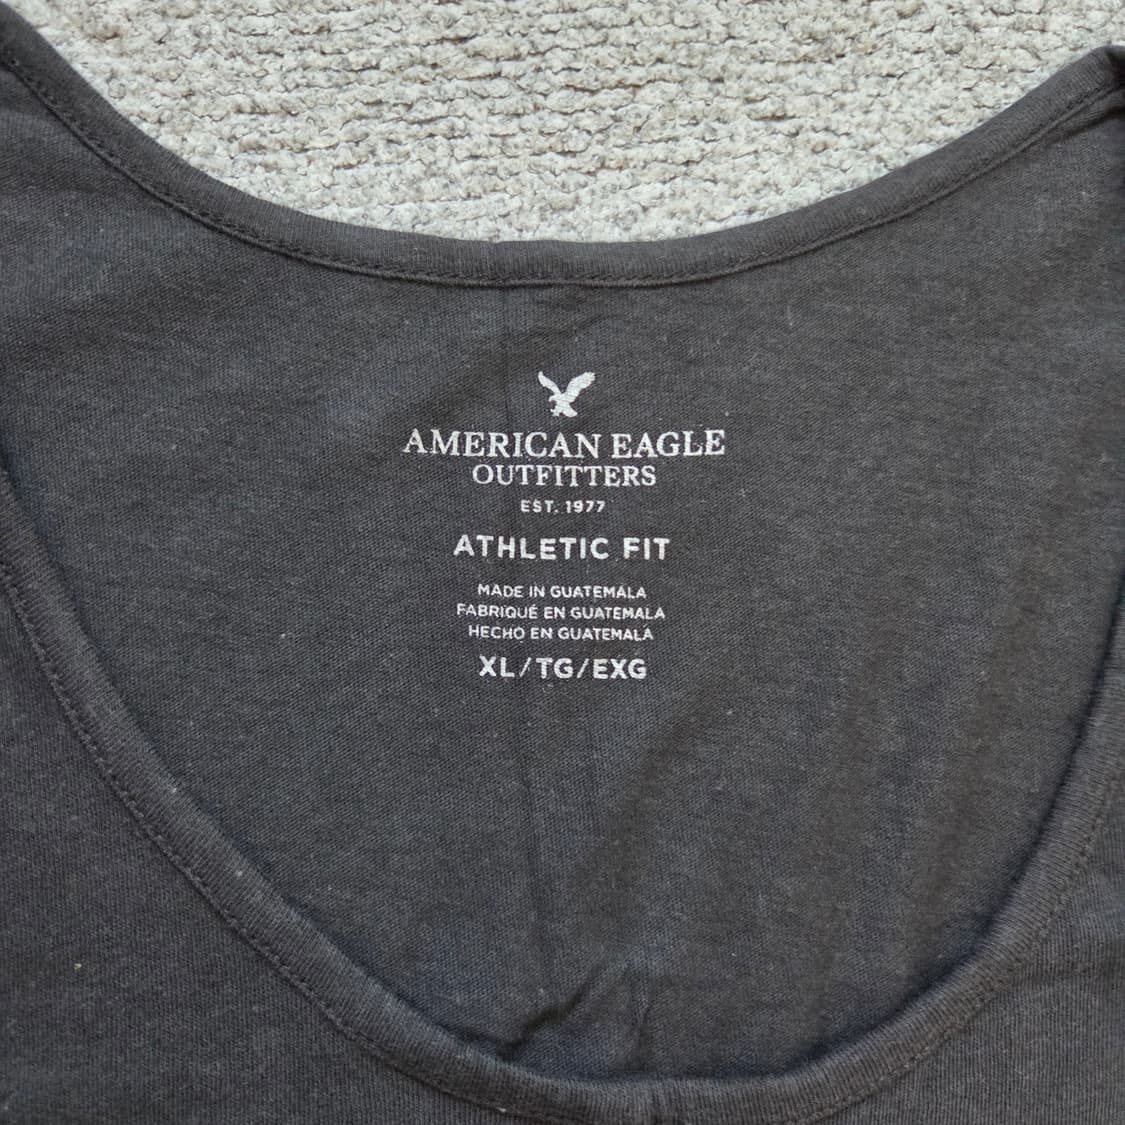 AMERICAN EAGLE
OUTFITTERS
EST. 1977
ATHLETIC FIT
MADE IN GUATEMALA
FABRIQUÉ EN GUATEMALA
HECHO EN GUATEMALA
XL/TG/EXG